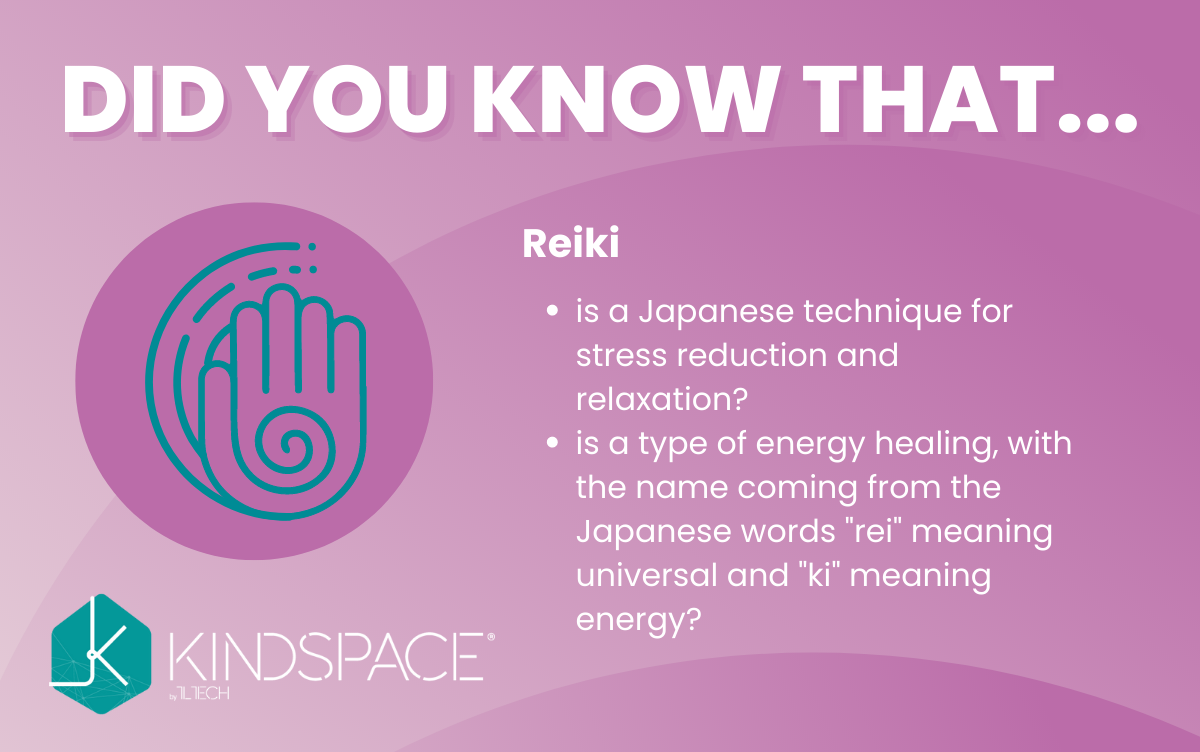 DID YOU KNOW THAT...
Reiki
• is a Japanese technique for
stress reduction and
relaxation?
• is a type of energy healing, with
the name coming from the
Japanese words "rei" meaning
universal and "ki" meaning
energy?
KINDSPACE®
by TLTECH